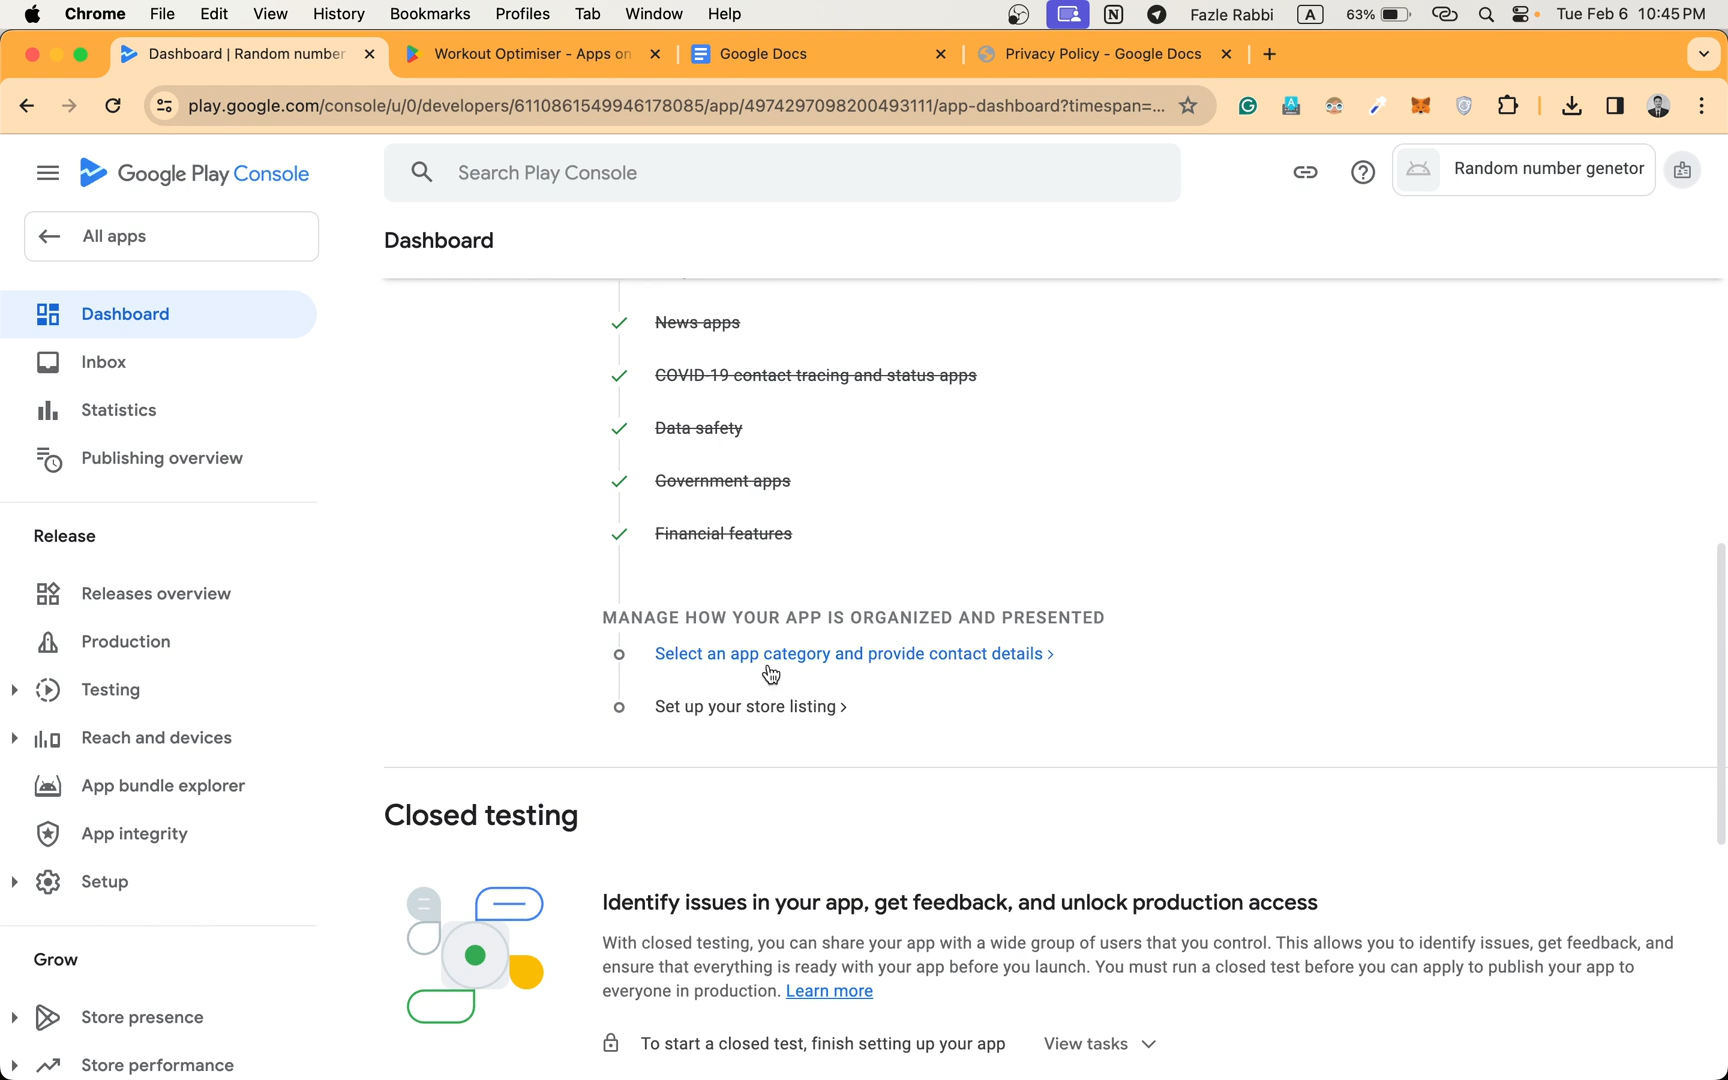 Chrome File Edit View History Bookmarks Profiles Tab Window Help Fazle Rabbi A 63% Tue Feb 6 10:45 PM
Dashboard | Random number Workout Optimiser - Apps on Google Docs Privacy Policy - Google Docs
play.google.com/console/u/0/developers/6110861549946178085/app/4974297098200493111/app-dashboard?timespan=...
Google Play Console
Search Play Console
Random number genetor
All apps
Dashboard
Dashboard
Inbox
Statistics
Publishing overview
Release
Releases overview
Production
Testing
Reach and devices
App bundle explorer
App integrity
Setup
Grow
Store presence
Store performance
News apps
COVID-19 contact tracing and status apps
Data safety
Government apps
Financial features
MANAGE HOW YOUR APP IS ORGANIZED AND PRESENTED
Select an app category and provide contact details >
Set up your store listing >
Closed testing
Identify issues in your app, get feedback, and unlock production access
With closed testing, you can share your app with a wide group of users that you control. This allows you to identify issues, get feedback, and
ensure that everything is ready with your app before you launch. You must run a closed test before you can apply to publish your app to
everyone in production. Learn more
To start a closed test, finish setting up your app View tasks